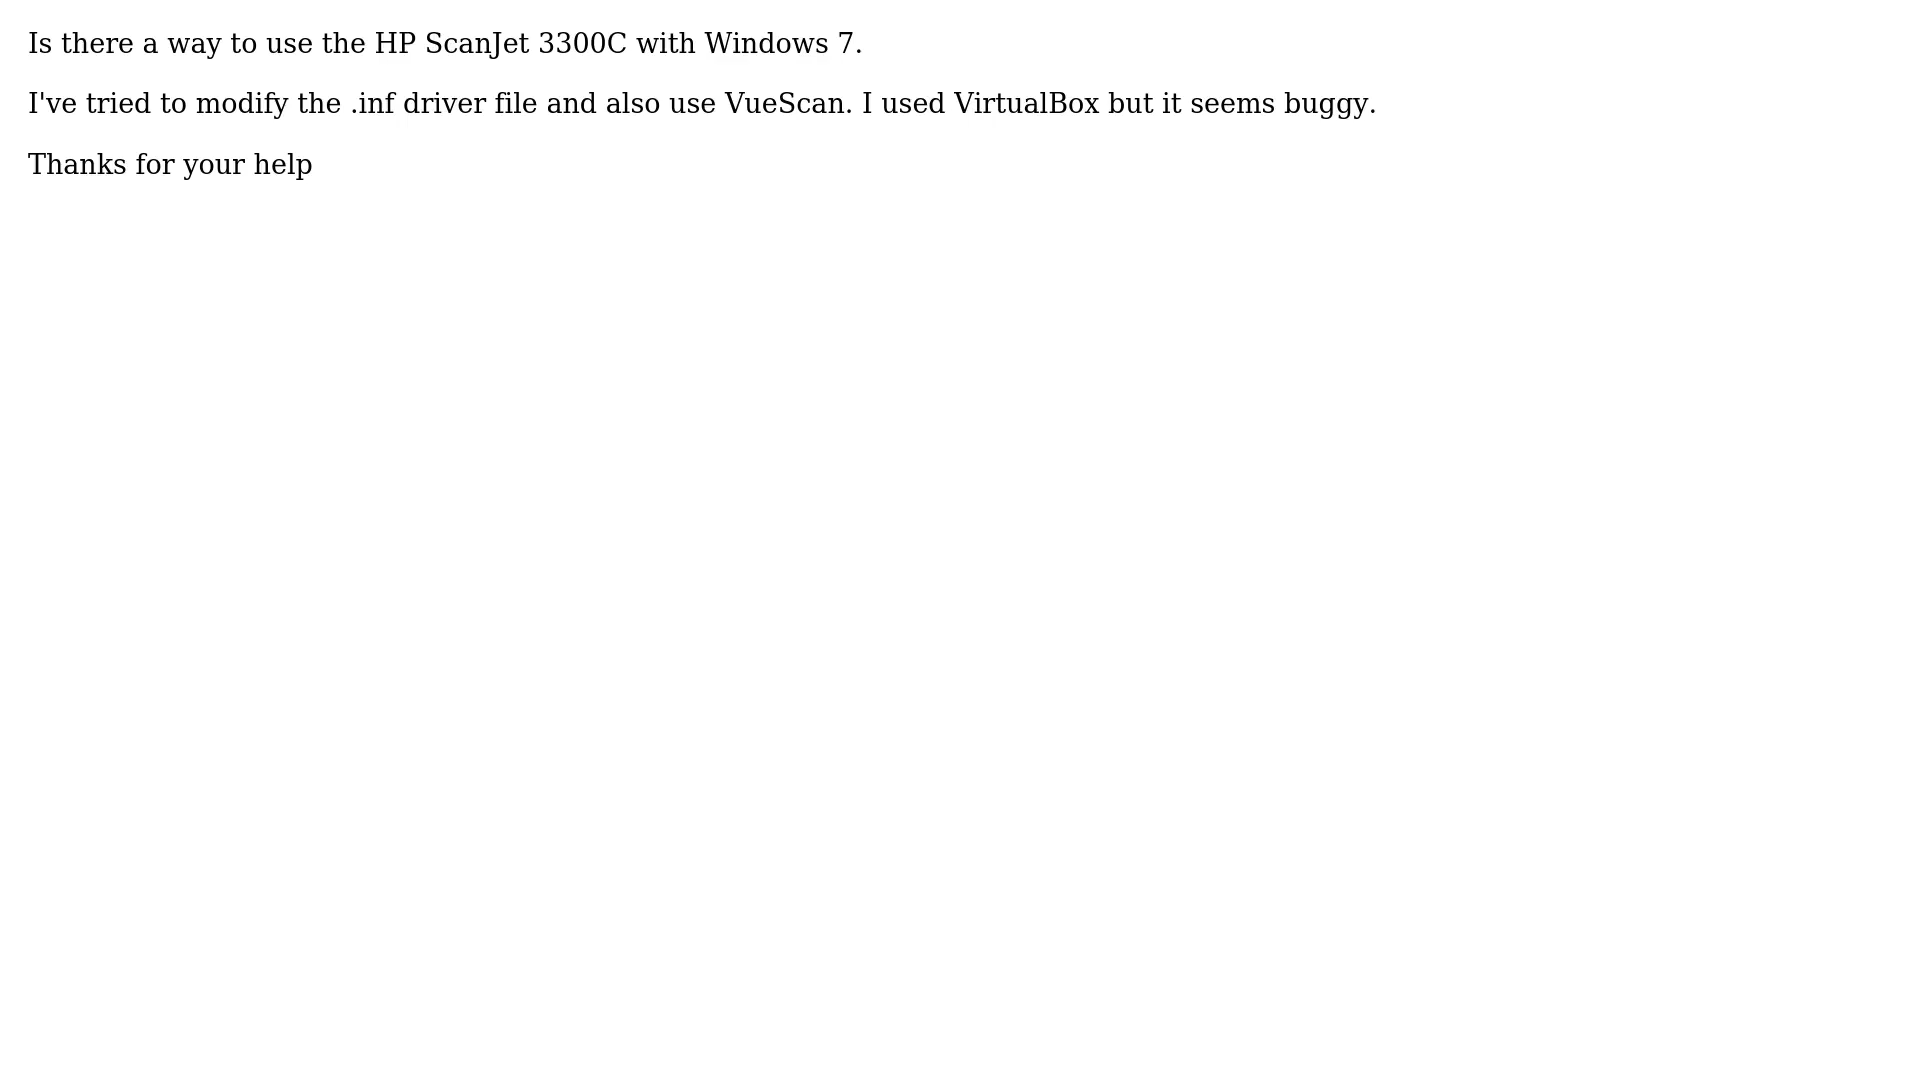 Is there a way to use the HP ScanJet 3300C with Windows 7.
I've tried to modify the .inf driver file and also use VueScan. I used VirtualBox but it seems buggy.
Thanks for your help